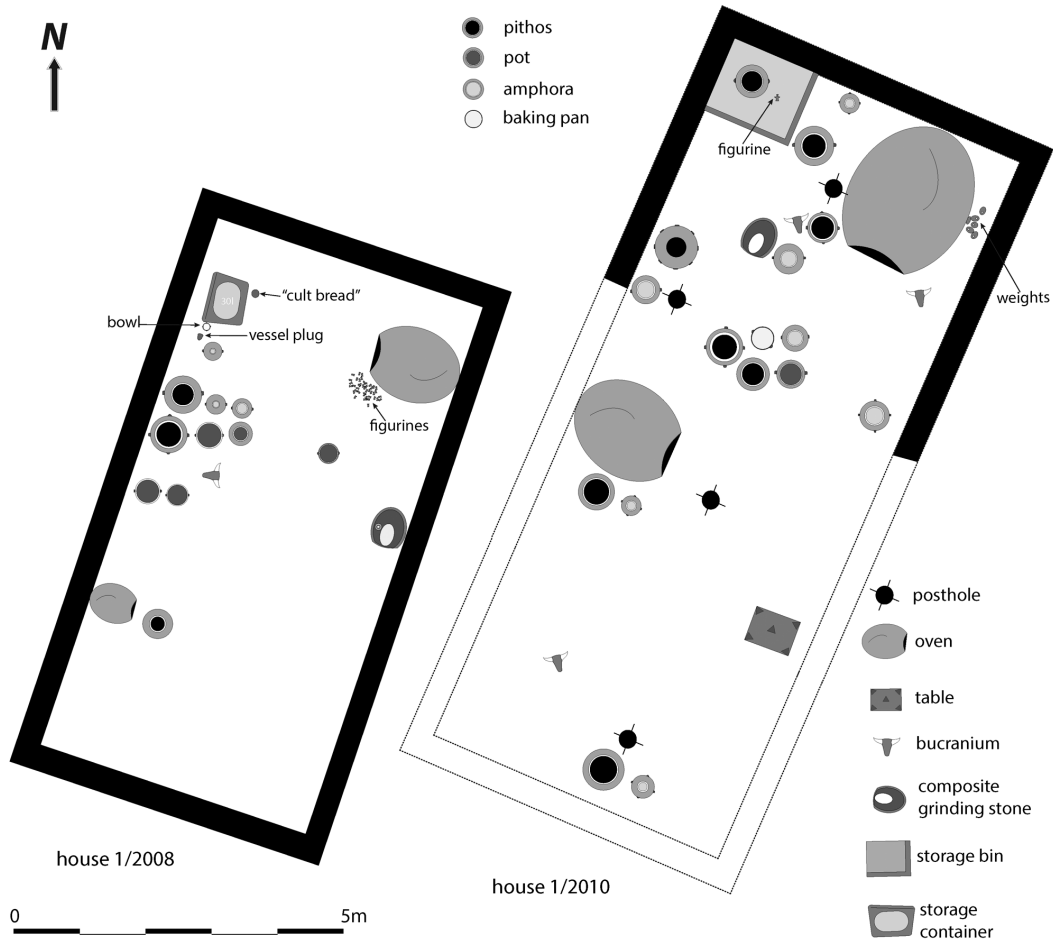 N
pithos
pot
amphora
baking pan
figurine
weights
"cult bread"
bowl
vessel plug
figurines
301
posthole
oven
table
bucranium
composite
grinding stone
storage bin
storage
container
house 1/2008
house 1/2010
0
5m